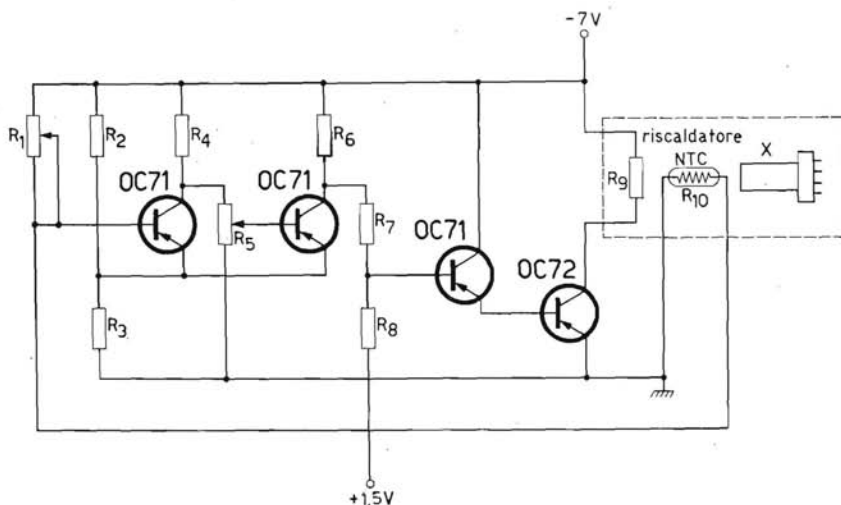 -7V
R1
R2
R4
R6
riscaldatore
NTC
X
R9
R10
OC71
OC71
R5
R7
OC71
OC72
R3
R8
+1,5V